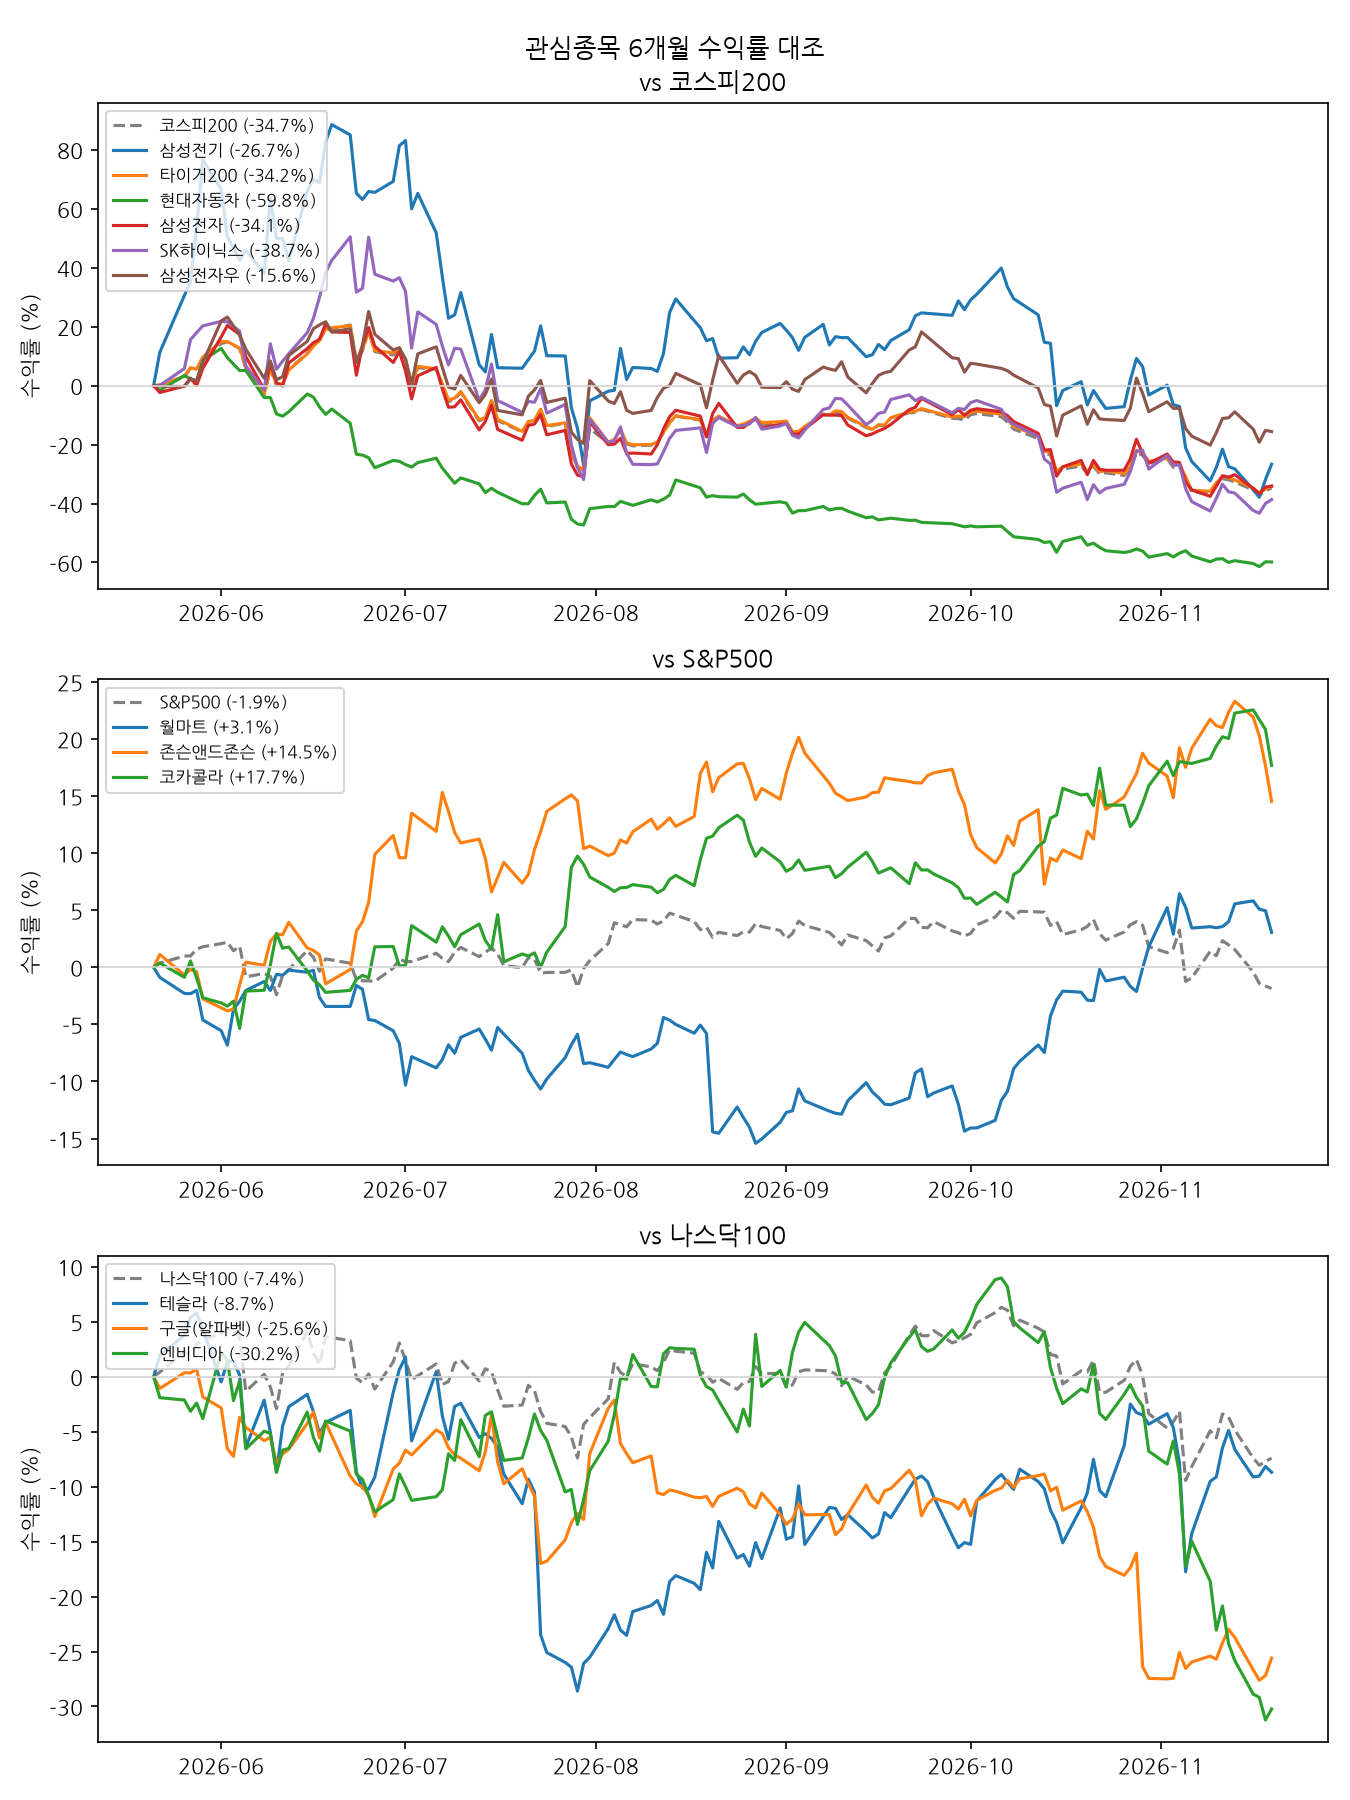 관심종목 6개월 수익률 대조
vs 코스피200
코스피200 (-34.7%)
삼성전기 (-26.7%)
타이거200 (-34.2%)
현대자동차 (-59.8%)
삼성전자 (-34.1%)
SK하이닉스 (-38.7%)
삼성전자우 (-15.6%)
수익률 (%)
80
60
40
20
0
-20
-40
-60
2026-06 2026-07 2026-08 2026-09 2026-10 2026-11
vs S&P500
S&P500 (-1.9%)
월마트 (+3.1%)
존슨앤드존슨 (+14.5%)
코카콜라 (+17.7%)
수익률 (%)
25
20
15
10
5
0
-5
-10
-15
2026-06 2026-07 2026-08 2026-09 2026-10 2026-11
vs 나스닥100
나스닥100 (-7.4%)
테슬라 (-8.7%)
구글(알파벳) (-25.6%)
엔비디아 (-30.2%)
수익률 (%)
10
5
0
-5
-10
-15
-20
-25
-30
2026-06 2026-07 2026-08 2026-09 2026-10 2026-11